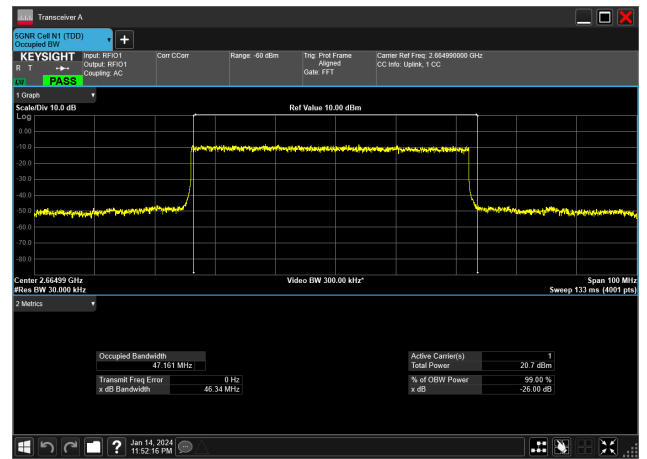 Transceiver A
5GNR Cell N1 (TDD)
Occupied BW
KEYSIGHT
R T
LW PASS
Input: RFIO1
Output: RFIO1
Coupling: AC
Corr CCorr
Range: -60 dBm
Trig: Prot Frame
Aligned
Gate: FFT
Carrier Ref Freq: 2.664990000 GHz
CC Info: Uplink, 1 CC
1 Graph
Scale/Div 10.0 dB
Ref Value 10.00 dBm
Log
0.00
-10.0
-20.0
-30.0
-40.0
-50.0
-60.0
-70.0
-80.0
Center 2.66499 GHz
Video BW 300.00 kHz*
Span 100 MHz
#Res BW 30.000 kHz
Sweep 133 ms (4001 pts)
2 Metrics
Occupied Bandwidth
47.161 MHz
Transmit Freq Error 0 Hz
x dB Bandwidth 46.34 MHz
Active Carrier(s) 1
Total Power 20.7 dBm
% of OBW Power 99.00 %
x dB -26.00 dB
?
Jan 14, 2024
11:52:16 PM